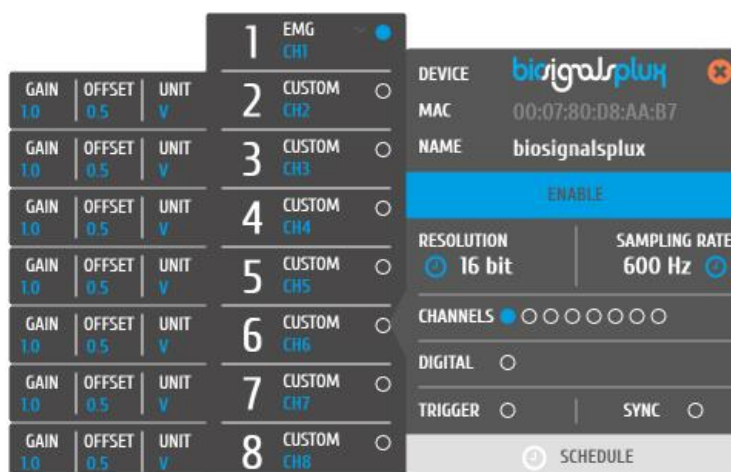 1 EMG CH1
GAIN 1.0 OFFSET 0.5 UNIT V 2 CUSTOM CH2
GAIN 1.0 OFFSET 0.5 UNIT V 3 CUSTOM CH3
GAIN 1.0 OFFSET 0.5 UNIT V 4 CUSTOM CH4
GAIN 1.0 OFFSET 0.5 UNIT V 5 CUSTOM CH5
GAIN 1.0 OFFSET 0.5 UNIT V 6 CUSTOM CH6
GAIN 1.0 OFFSET 0.5 UNIT V 7 CUSTOM CH7
GAIN 1.0 OFFSET 0.5 UNIT V 8 CUSTOM CH8
DEVICE biosignalsplux
MAC 00:07:80:D8:AA:B7
NAME biosignalsplux
ENABLE
RESOLUTION SAMPLING RATE
16 bit 600 Hz
CHANNELS
DIGITAL
TRIGGER SYNC
SCHEDULE